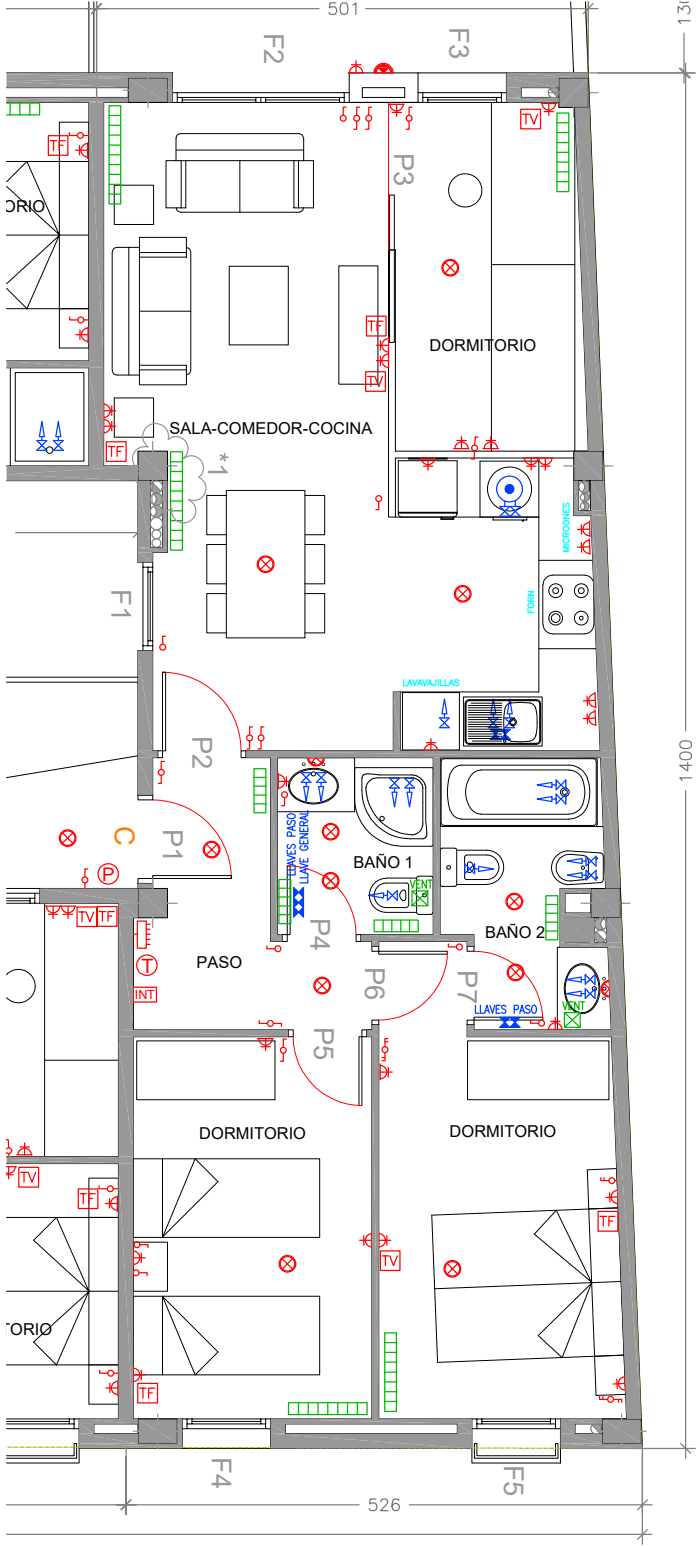 501
130
F2
F3
TV
TF
P3
ORIO
DORMITORIO
TF
TV
SALA-COMEDOR-COCINA
TF
*1
MICROONES
F1
FORN
LAVAVAJILLAS
P2
1400
C
P1
P
LLAVES PASO
LLAVE GENERAL
BAÑO 1
VENT
TV
TF
P4
BAÑO 2
PASO
T
INT
P6
P7
VENT
LLAVES PASO
P5
DORMITORIO
DORMITORIO
TV
TF
TF
TV
TORIO
TF
F4
F5
526